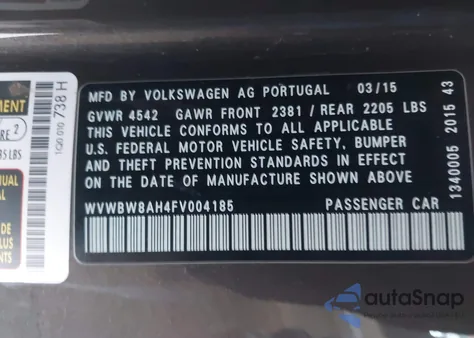 MFD BY VOLKSWAGEN AG PORTUGAL 03/15
GVWR 4542 GAWR FRONT 2381 / REAR 2205 LBS
THIS VEHICLE CONFORMS TO ALL APPLICABLE
U.S. FEDERAL MOTOR VEHICLE SAFETY, BUMPER
AND THEFT PREVENTION STANDARDS IN EFFECT
ON DATE OF MANUFACTURE SHOWN ABOVE
WVWBW8AH4FV004185 PASSENGER CAR
1340005 2015 43
738 H
1Q0 010
autoSnap